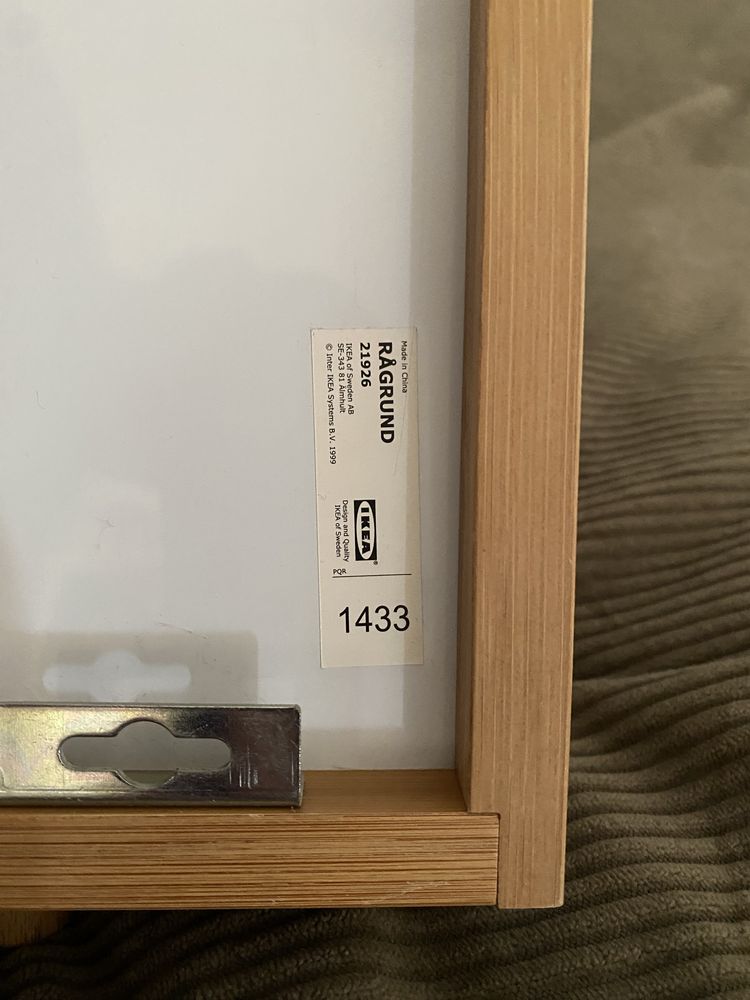 Made in China
RÅGRUND
21926
IKEA of Sweden AB
SE-343 81 Älmhult
© Inter IKEA Systems B.V. 1999
IKEA®
Design and Quality
IKEA of Sweden
PQR
1433